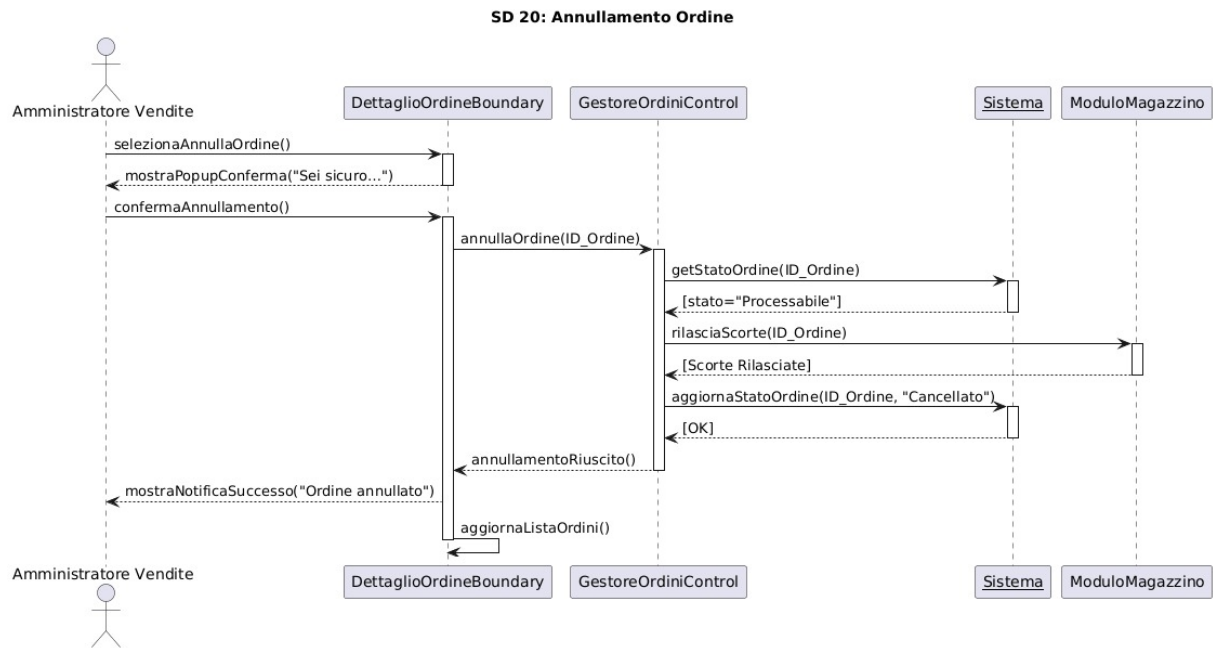 SD 20: Annullamento Ordine
Amministratore Vendite
DettaglioOrdineBoundary
GestoreOrdiniControl
Sistema
ModuloMagazzino
selezionaAnnullaOrdine()
mostraPopupConferma("Sei sicuro...")
confermaAnnullamento()
annullaOrdine(ID_Ordine)
getStatoOrdine(ID_Ordine)
[stato="Processabile"]
rilasciaScorte(ID_Ordine)
[Scorte Rilasciate]
aggiornaStatoOrdine(ID_Ordine, "Cancellato")
[OK]
annullamentoRiuscito()
mostraNotificaSuccesso("Ordine annullato")
aggiornaListaOrdini()
Amministratore Vendite
DettaglioOrdineBoundary
GestoreOrdiniControl
Sistema
ModuloMagazzino